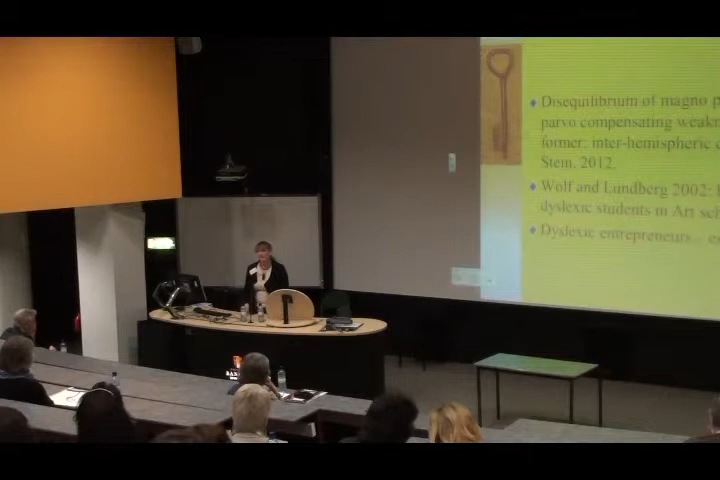 Disequilibrium of magno p
parvo compensating weakn
former: inter-hemispheric
Stein, 2012.
Wolf and Lundberg 2002:
dyslexic students in Art sch
Dyslexic entrepreneurs –